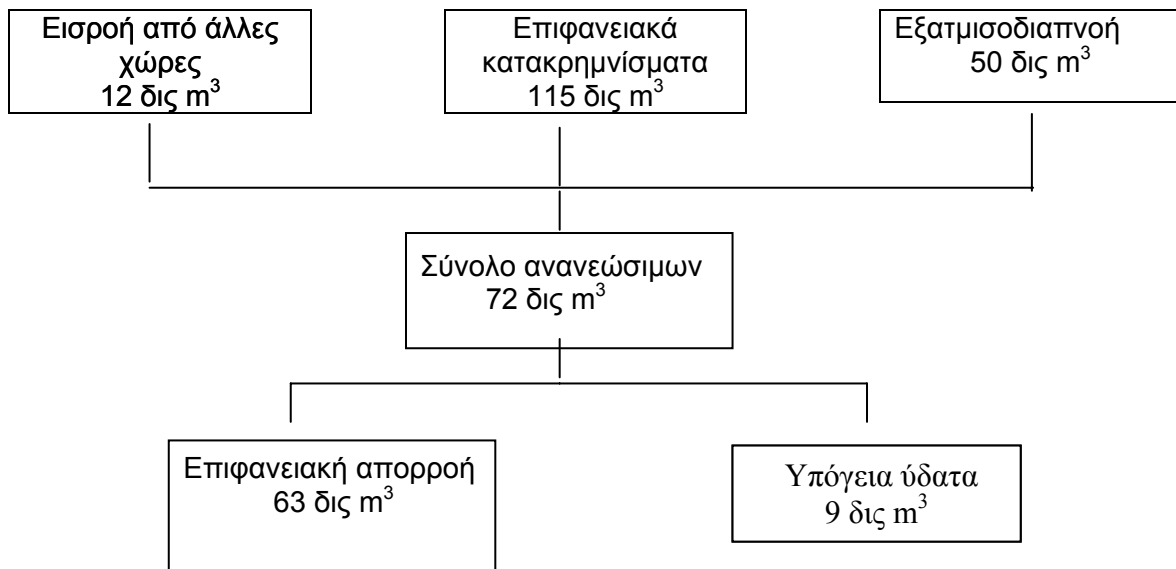 Εισροή από άλλες
χώρες
12 δις m³
Επιφανειακά
κατακρημνίσματα
115 δις m³
Εξατμισοδιαπνοή
50 δις m³
Σύνολο ανανεώσιμων
72 δις m³
Επιφανειακή απορροή
63 δις m³
Υπόγεια ύδατα
9 δις m³